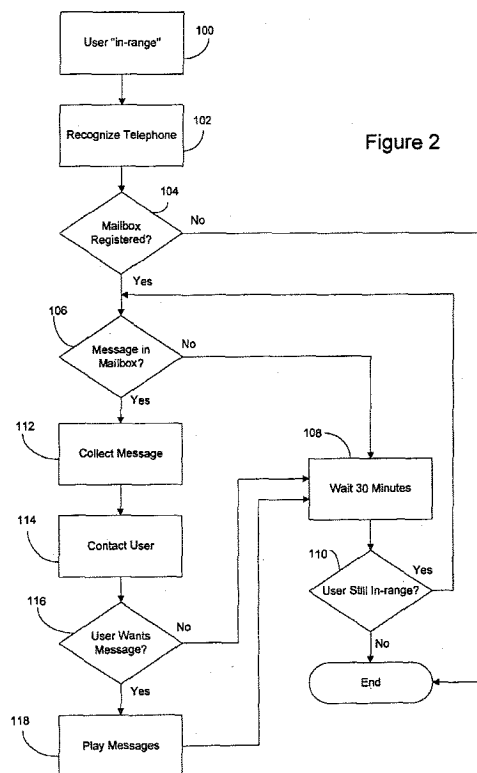 User "in-range"
100
Recognize Telephone
102
Figure 2
104
Mailbox
Registered?
No
Yes
106
Message in
Mailbox?
No
Yes
112
Collect Message
108
Wait 30 Minutes
114
Contact User
110
User Still In-range?
Yes
No
116
User Wants
Message?
No
Yes
End
118
Play Messages